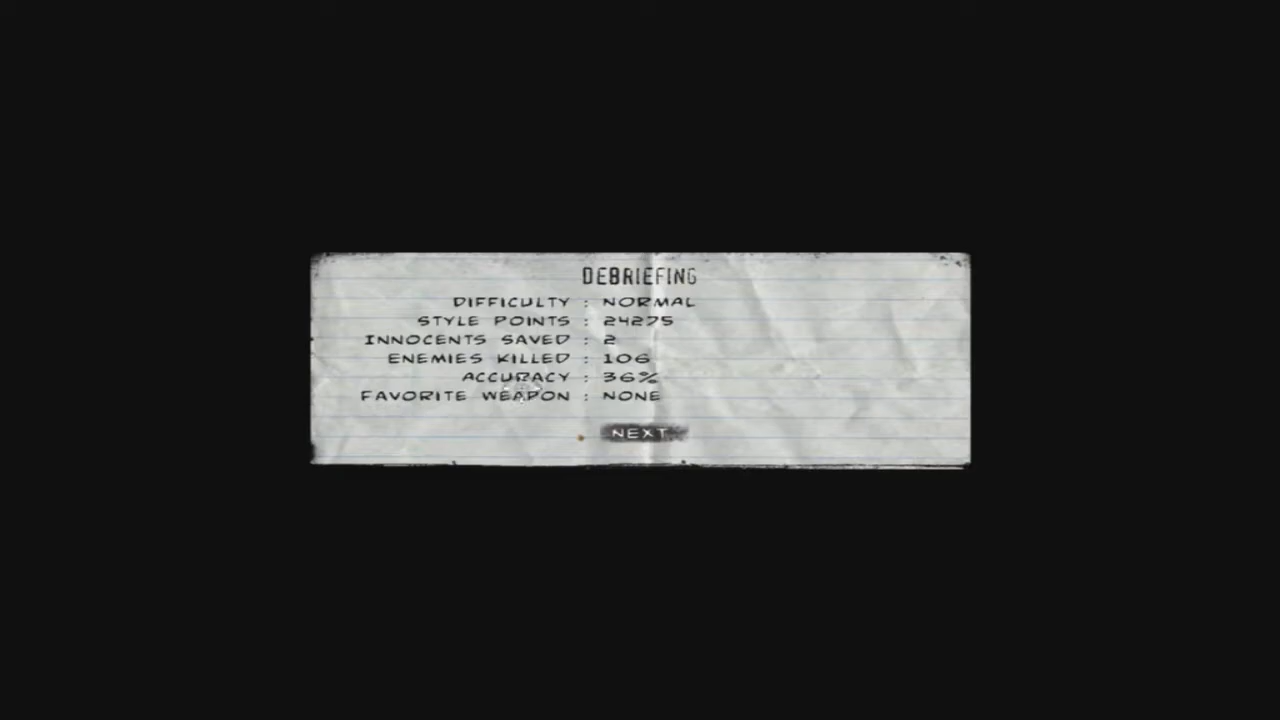 DEBRIEFING
DIFFICULTY : NORMAL
STYLE POINTS : 24275
INNOCENTS SAVED : 2
ENEMIES KILLED : 106
ACCURACY : 36%
FAVORITE WEAPON : NONE
NEXT